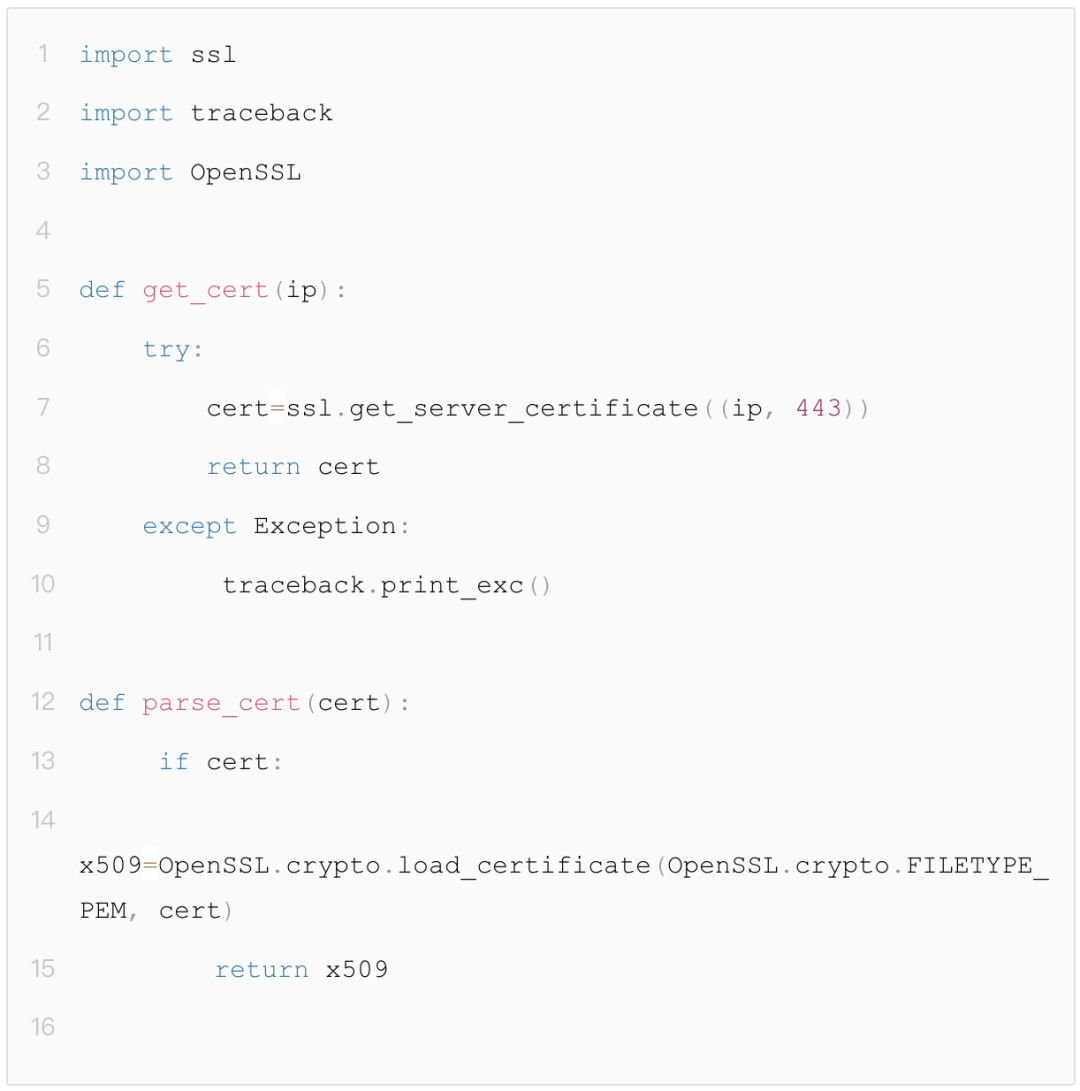 1 import ssl
2 import traceback
3 import OpenSSL
4
5 def get_cert(ip):
6     try:
7         cert=ssl.get_server_certificate((ip, 443))
8         return cert
9     except Exception:
10          traceback.print_exc()
11
12 def parse_cert(cert):
13      if cert:
14
x509=OpenSSL.crypto.load_certificate(OpenSSL.crypto.FILETYPE_
PEM, cert)
15         return x509
16